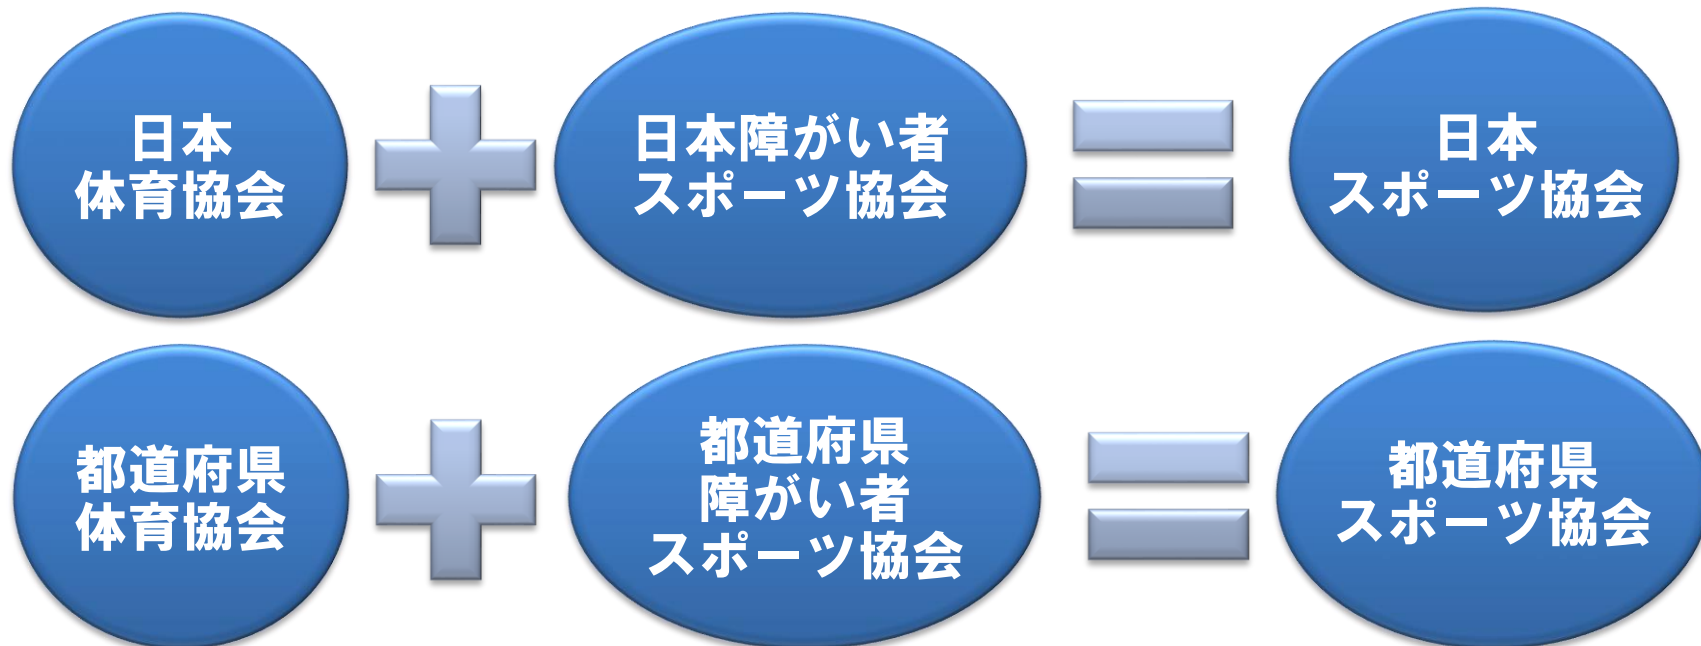 日本
体育協会
日本障がい者
スポーツ協会
日本
スポーツ協会
都道府県
体育協会
都道府県
障がい者
スポーツ協会
都道府県
スポーツ協会